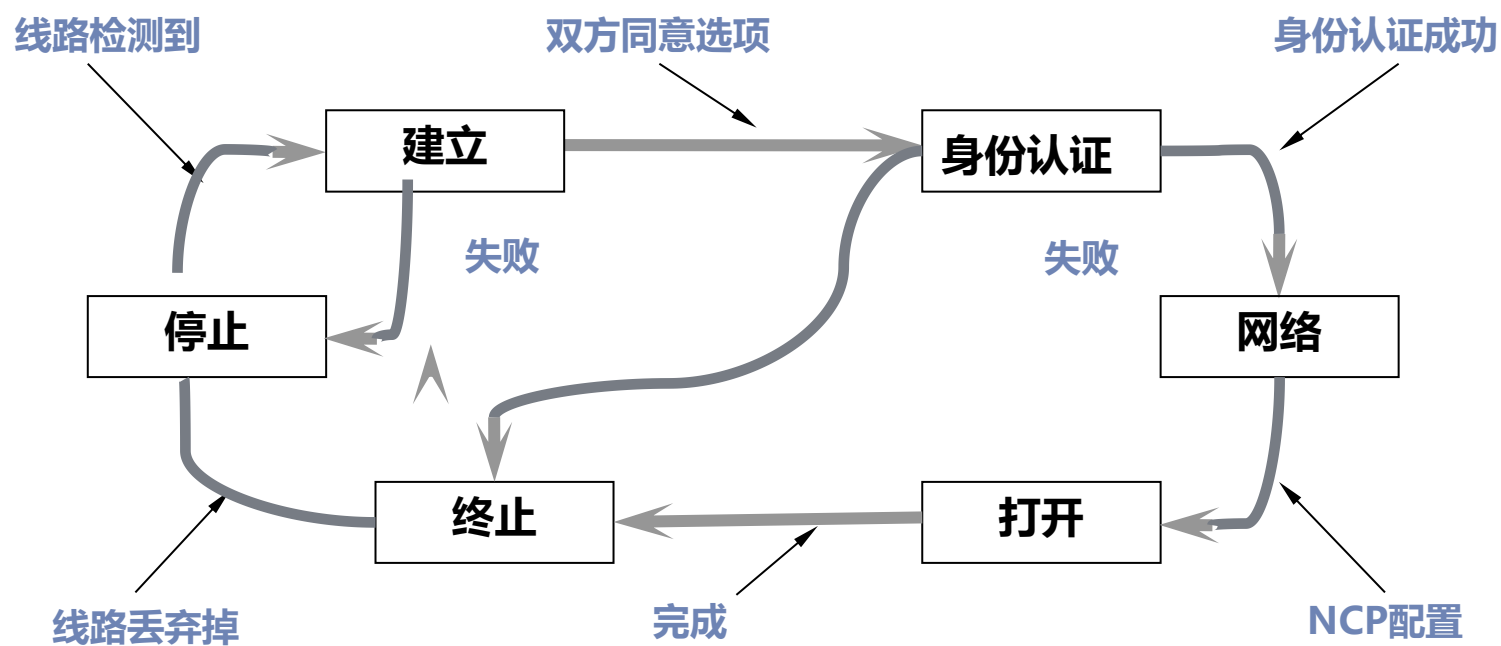 线路检测到
双方同意选项
身份认证成功
建立
身份认证
失败
失败
停止
网络
终止
打开
线路丢弃掉
完成
NCP配置